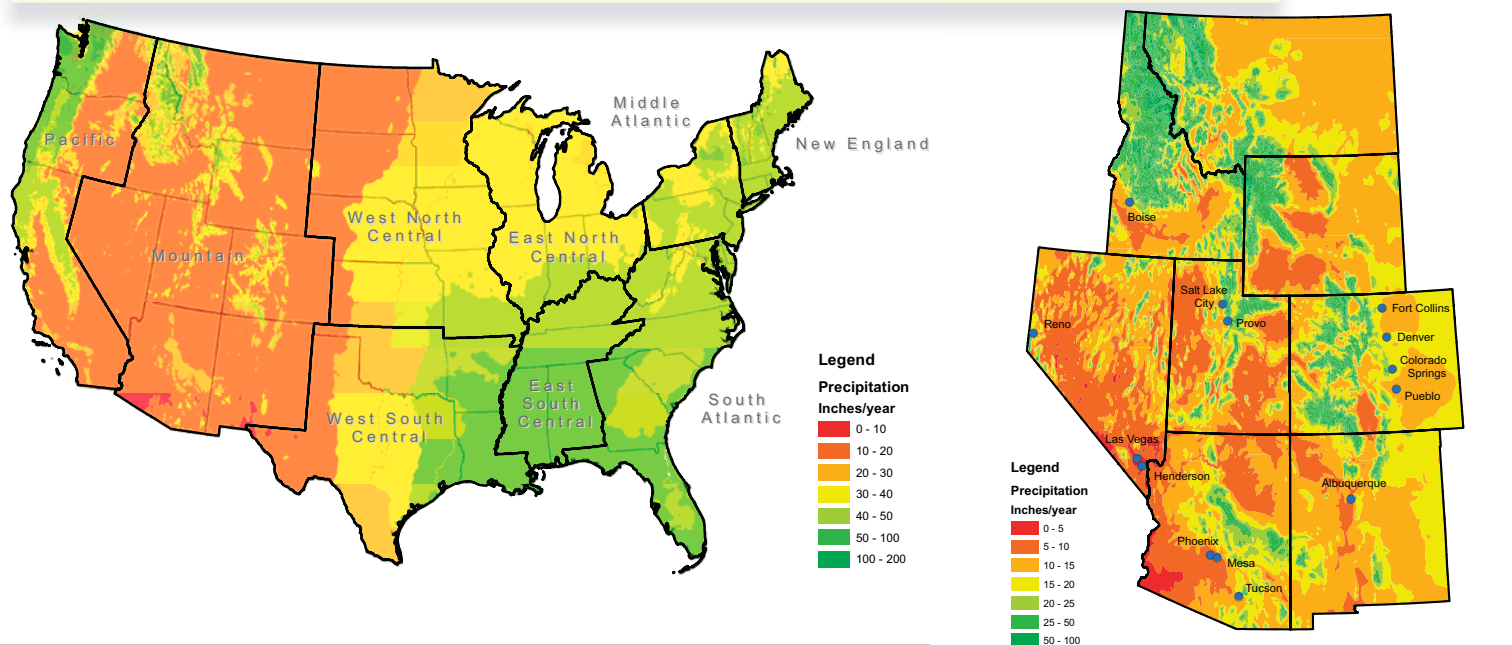 Pacific
Mountain
West North
Central
East North
Central
Middle
Atlantic
New England
West South
Central
East
South
Central
South
Atlantic
Legend
Precipitation
Inches/year
0 - 10
10 - 20
20 - 30
30 - 40
40 - 50
50 - 100
100 - 200
Boise
Reno
Salt Lake
City
Provo
Fort Collins
Denver
Colorado
Springs
Pueblo
Las Vegas
Henderson
Albuquerque
Phoenix
Mesa
Tucson
Legend
Precipitation
Inches/year
0 - 5
5 - 10
10 - 15
15 - 20
20 - 25
25 - 50
50 - 100